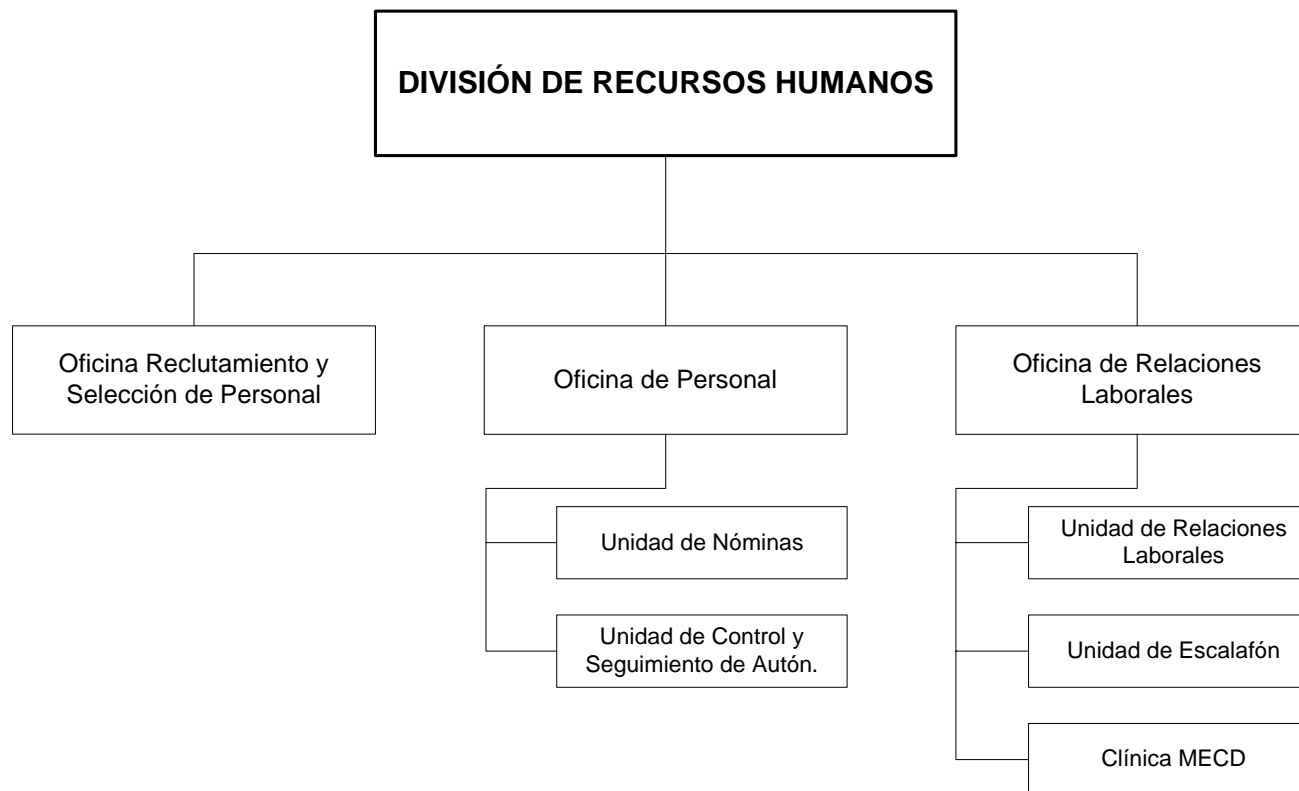 DIVISIÓN DE RECURSOS HUMANOS
Oficina Reclutamiento y
Selección de Personal
Oficina de Personal
Oficina de Relaciones
Laborales
Unidad de Nóminas
Unidad de Control y
Seguimiento de Autón.
Unidad de Relaciones
Laborales
Unidad de Escalafón
Clínica MECD